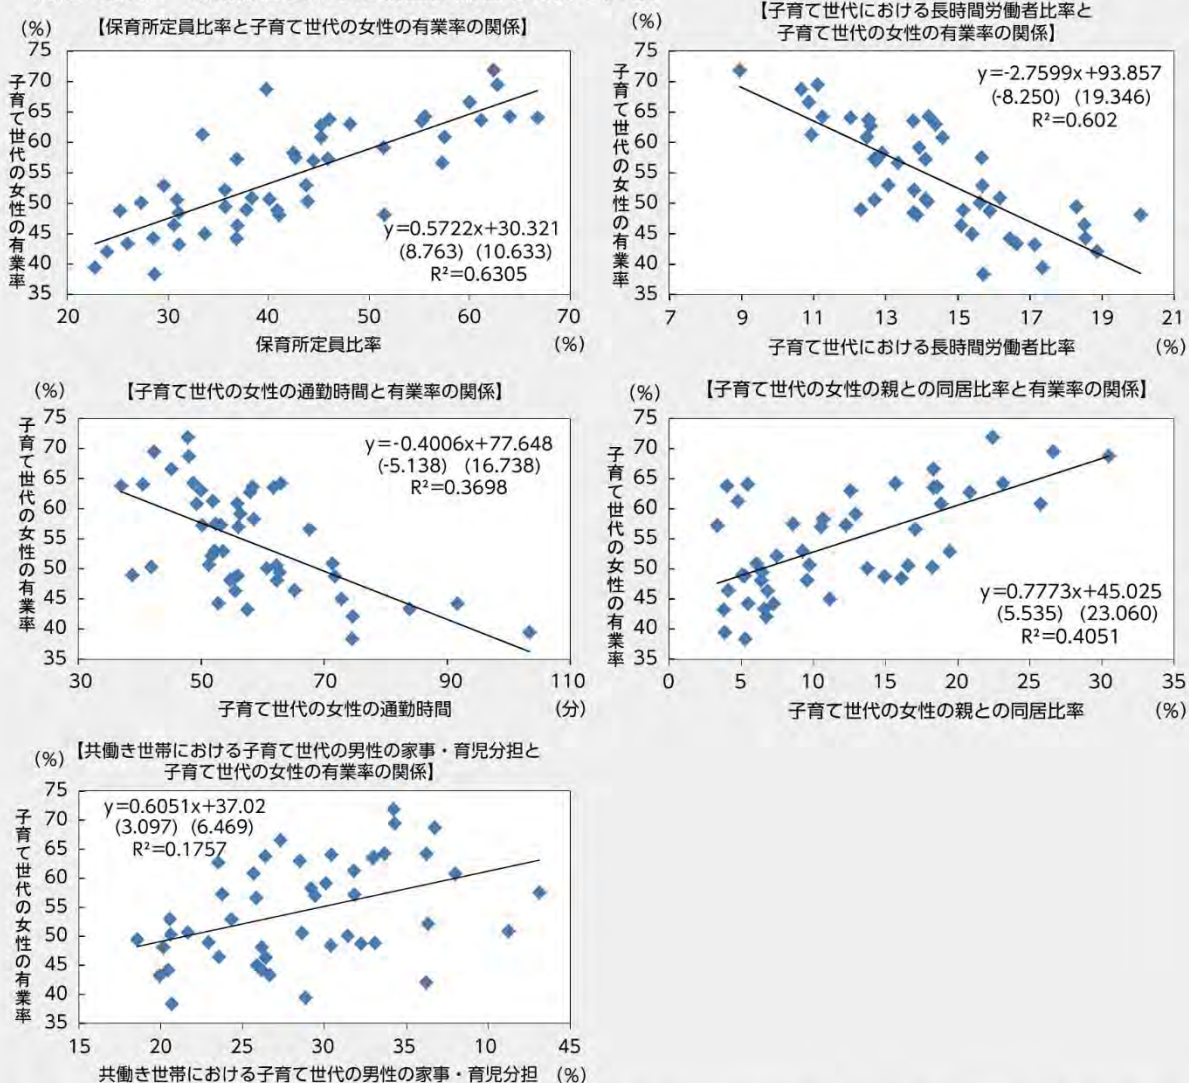 (%)
【保育所定員比率と子育て世代の女性の有業率の関係】
子育て世代の女性の有業率
75
70
65
60
55
50
45
40
35
y=0.5722x+30.321
(8.763) (10.633)
R²=0.6305
20 30 40 50 60 70
保育所定員比率 (%)
(%)
【子育て世代における長時間労働者比率と
子育て世代の女性の有業率の関係】
子育て世代の女性の有業率
75
70
65
60
55
50
45
40
35
y=-2.7599x+93.857
(-8.250) (19.346)
R²=0.602
7 9 11 13 15 17 19 21
子育て世代における長時間労働者比率 (%)
(%)
【子育て世代の女性の通勤時間と有業率の関係】
子育て世代の女性の有業率
75
70
65
60
55
50
45
40
35
y=-0.4006x+77.648
(-5.138) (16.738)
R²=0.3698
30 50 70 90 110
子育て世代の女性の通勤時間 (分)
(%)
【子育て世代の女性の親との同居比率と有業率の関係】
子育て世代の女性の有業率
75
70
65
60
55
50
45
40
35
y=0.7773x+45.025
(5.535) (23.060)
R²=0.4051
0 5 10 15 20 25 30 35
子育て世代の女性の親との同居比率 (%)
(%)
【共働き世帯における子育て世代の男性の家事・育児分担と
子育て世代の女性の有業率の関係】
子育て世代の女性の有業率
75
70
65
60
55
50
45
40
35
y=0.6051x+37.02
(3.097) (6.469)
R²=0.1757
15 20 25 30 35 10 45
共働き世帯における子育て世代の男性の家事・育児分担 (%)